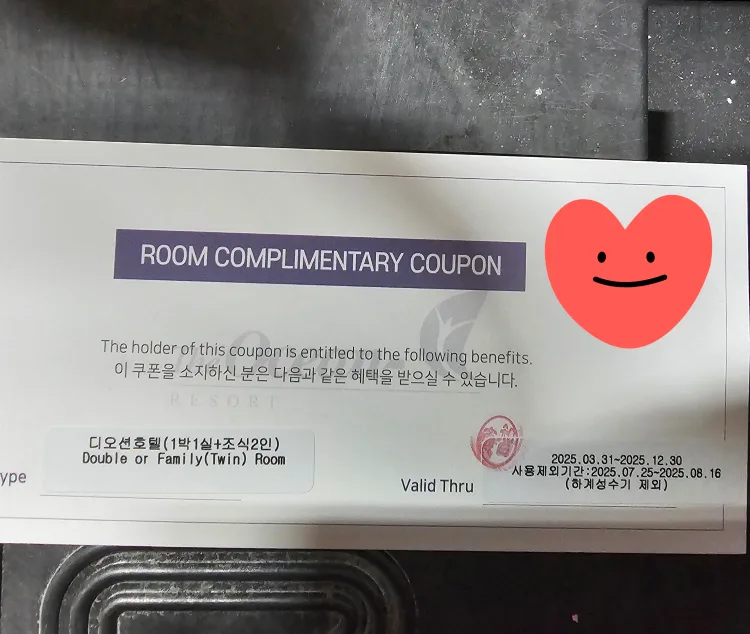 ROOM COMPLIMENTARY COUPON
The holder of this coupon is entitled to the following benefits.
이 쿠폰을 소지하신 분은 다음과 같은 혜택을 받으실 수 있습니다.
RESORT
디오션호텔(1박1실+조식2인)
Double or Family(Twin) Room
ype
Valid Thru
2025.03.31~2025.12.30
사용제외기간:2025.07.25~2025.08.16
(하계성수기 제외)